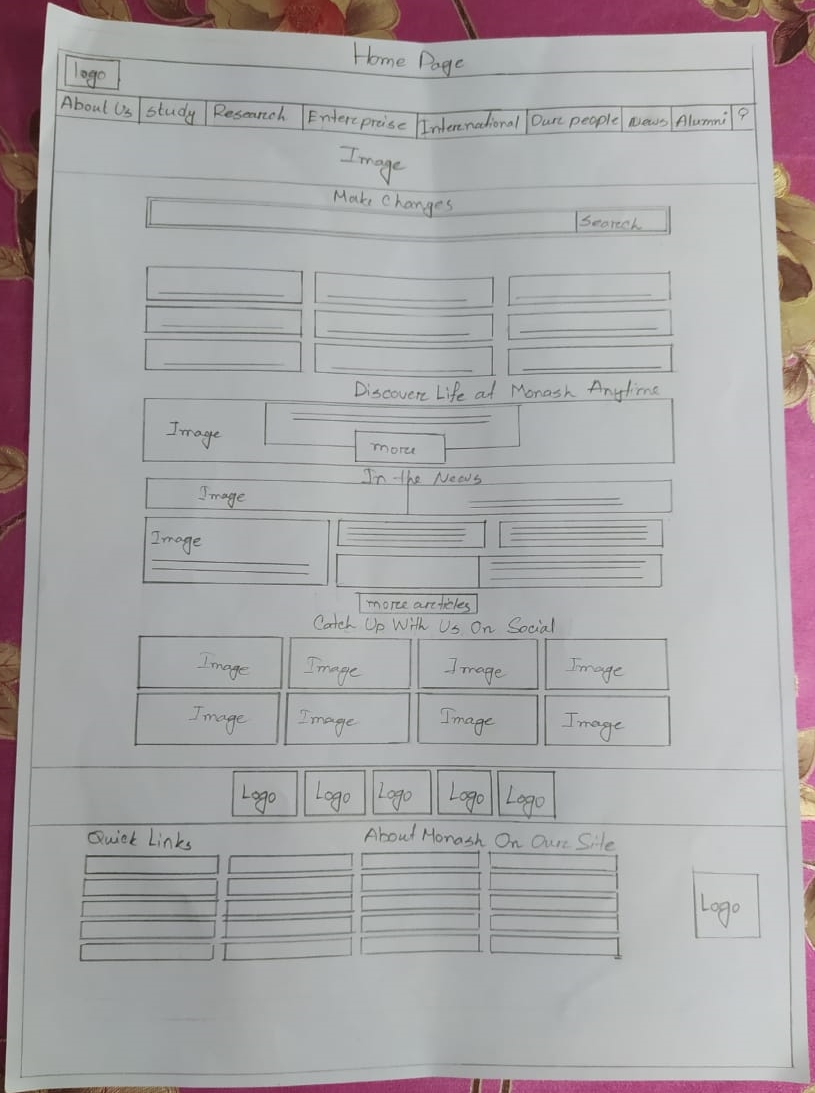 Home Page
logo
About Us study Research Enterpreise International Our people News Alumni ?
Image
Make Changes
Search
Discover Life at Monash Anytime
Image
more
In the News
Image
Image
more articles
Catch Up With Us On Social
Image Image Image Image
Image Image Image Image
Logo Logo Logo Logo Logo
Quick Links About Monash On Our Site
Logo